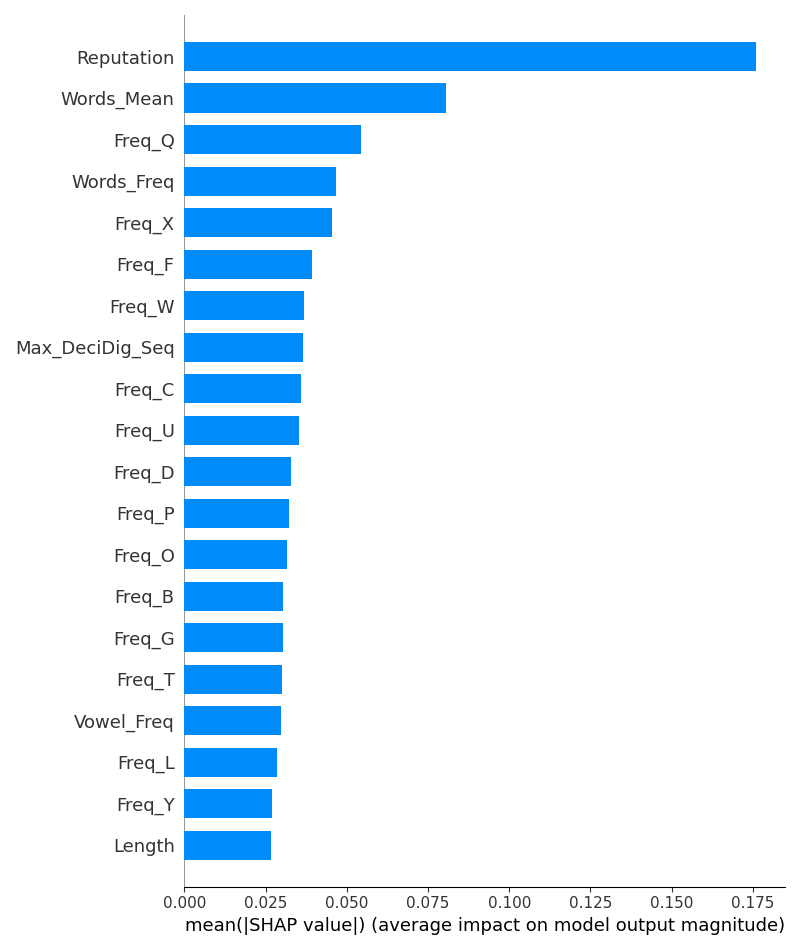 Reputation
Words_Mean
Freq_Q
Words_Freq
Freq_X
Freq_F
Freq_W
Max_DeciDig_Seq
Freq_C
Freq_U
Freq_D
Freq_P
Freq_O
Freq_B
Freq_G
Freq_T
Vowel_Freq
Freq_L
Freq_Y
Length
0.000 0.025 0.050 0.075 0.100 0.125 0.150 0.175
mean(|SHAP value|) (average impact on model output magnitude)